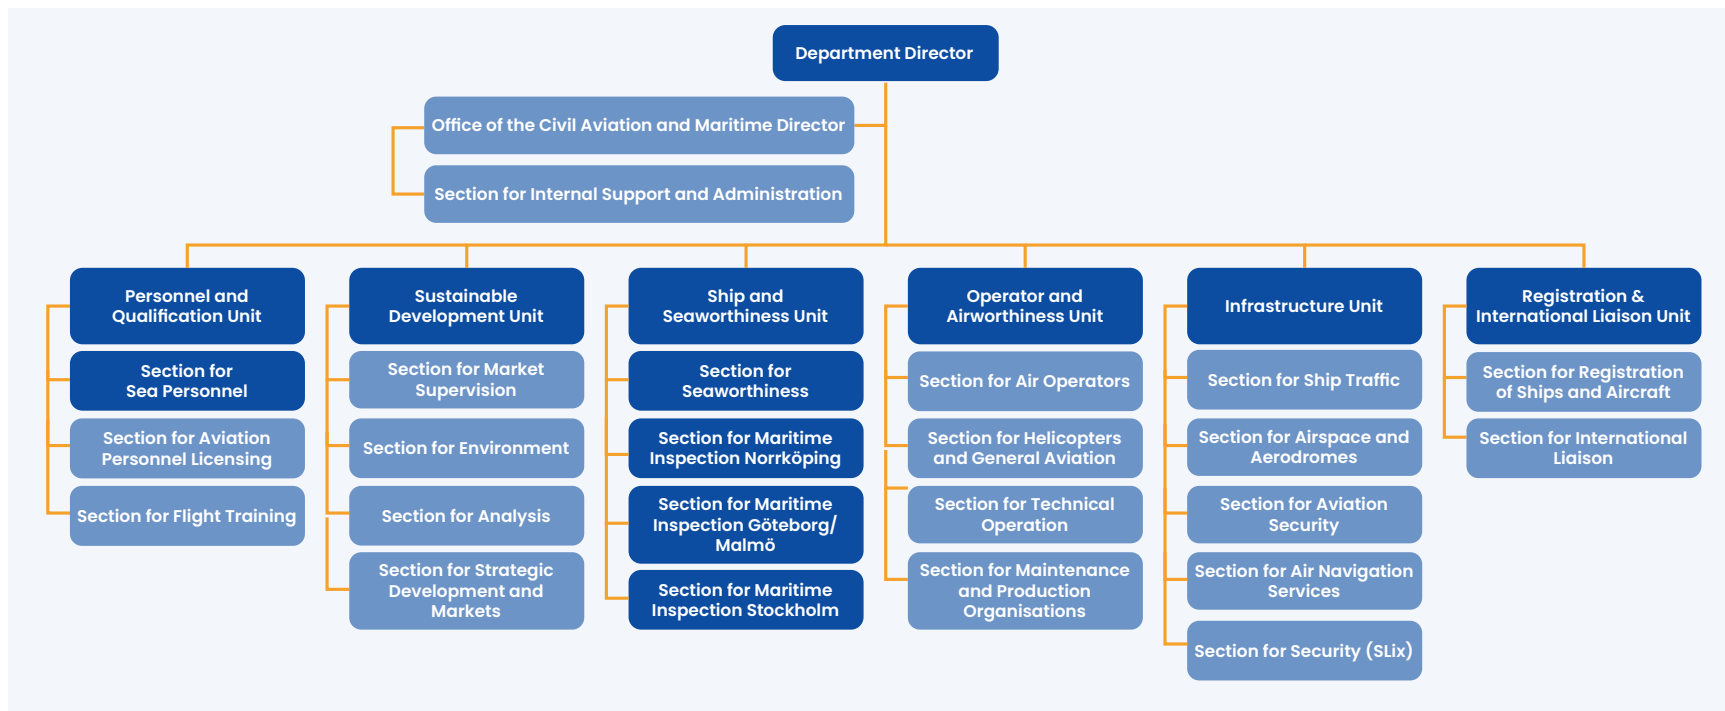 Department Director
Office of the Civil Aviation and Maritime Director
Section for Internal Support and Administration
Personnel and
Qualification Unit
Section for
Sea Personnel
Section for Aviation
Personnel Licensing
Section for Flight Training
Sustainable
Development Unit
Section for Market
Supervision
Section for Environment
Section for Analysis
Section for Strategic
Development and
Markets
Ship and
Seaworthiness Unit
Section for
Seaworthiness
Section for Maritime
Inspection Norrköping
Section for Maritime
Inspection Göteborg/
Malmö
Section for Maritime
Inspection Stockholm
Operator and
Airworthiness Unit
Section for Air Operators
Section for Helicopters
and General Aviation
Section for Technical
Operation
Section for Maintenance
and Production
Organisations
Infrastructure Unit
Section for Ship Traffic
Section for Airspace and
Aerodromes
Section for Aviation
Security
Section for Air Navigation
Services
Section for Security (SLix)
Registration &
International Liaison Unit
Section for Registration
of Ships and Aircraft
Section for International
Liaison